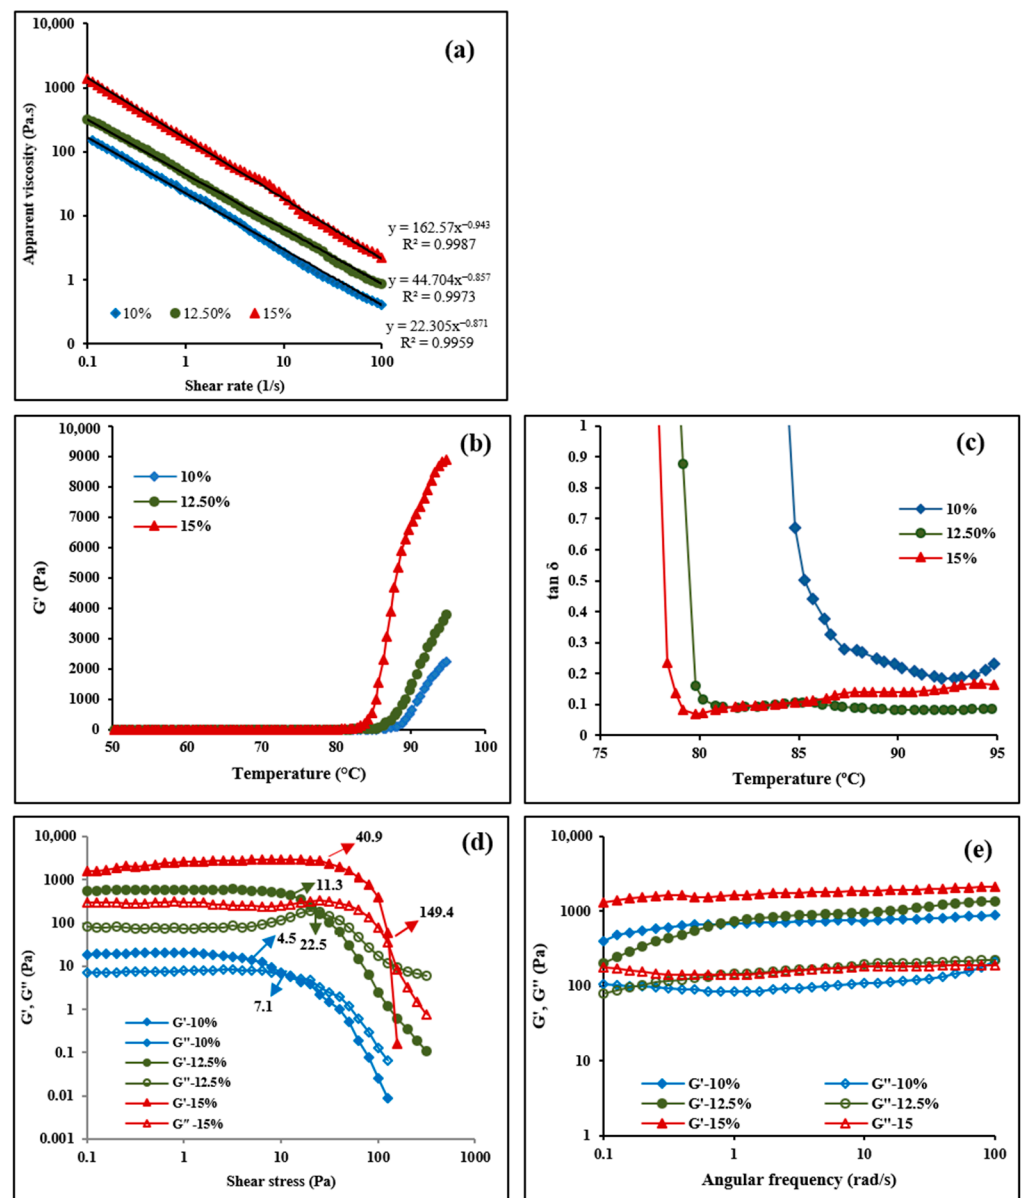 (a)
10,000
1000
100
10
1
0
Apparent viscosity (Pa.s)
y = 162.57x^−0.943
R² = 0.9987
y = 44.704x^−0.857
R² = 0.9973
y = 22.305x^−0.871
R² = 0.9959
10% 12.50% 15%
0.1 1 10 100
Shear rate (1/s)
(b)
10,000
9000
8000
7000
6000
5000
4000
3000
2000
1000
0
G' (Pa)
10%
12.50%
15%
50 60 70 80 90 100
Temperature (°C)
(c)
1
0.9
0.8
0.7
0.6
0.5
0.4
0.3
0.2
0.1
0
tan δ
10%
12.50%
15%
75 80 85 90 95
Temperature (ºC)
(d)
10,000
1000
100
10
1
0.1
0.01
0.001
G', G'' (Pa)
40.9
11.3
149.4
4.5
22.5
7.1
G'-10%
G''-10%
G'-12.5%
G''-12.5%
G'-15%
G'' -15%
0.1 1 10 100 1000
Shear stress (Pa)
(e)
10,000
1000
100
10
1
G', G'' (Pa)
G'-10% G''-10%
G'-12.5% G''-12.5%
G'-15% G''-15
0.1 1 10 100
Angular frequency (rad/s)